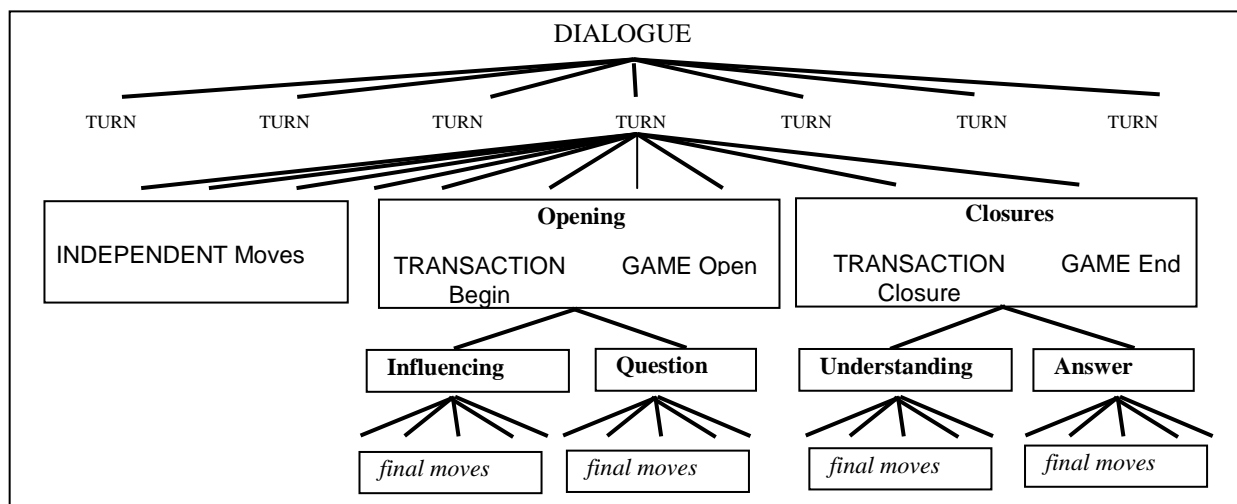 DIALOGUE
TURN TURN TURN TURN TURN TURN TURN
INDEPENDENT Moves
Opening
TRANSACTION GAME Open
Begin
Closures
TRANSACTION GAME End
Closure
Influencing
Question
Understanding
Answer
final moves
final moves
final moves
final moves